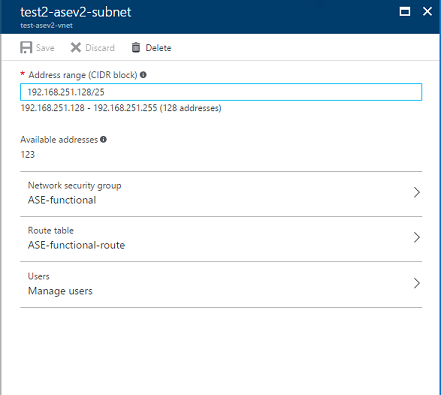 test2-asev2-subnet
test-asev2-vnet
Save Discard Delete
* Address range (CIDR block)
192.168.251.128/25
192.168.251.128 - 192.168.251.255 (128 addresses)
Available addresses
123
Network security group
ASE-functional
Route table
ASE-functional-route
Users
Manage users